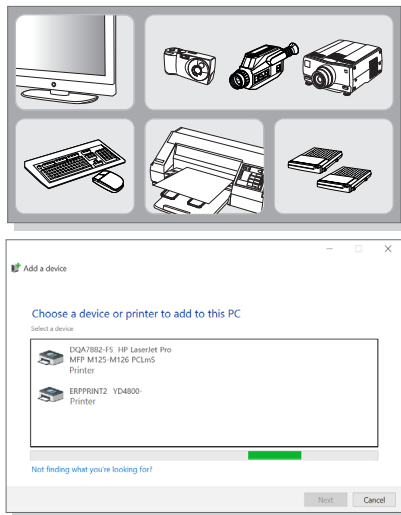 Add a device
Choose a device or printer to add to this PC
Select a device
DQA7882-FS HP LaserJet Pro
MFP M125-M126 PCLmS
Printer
ERPPRINT2 YD4800-
Printer
Not finding what you're looking for?
Next Cancel